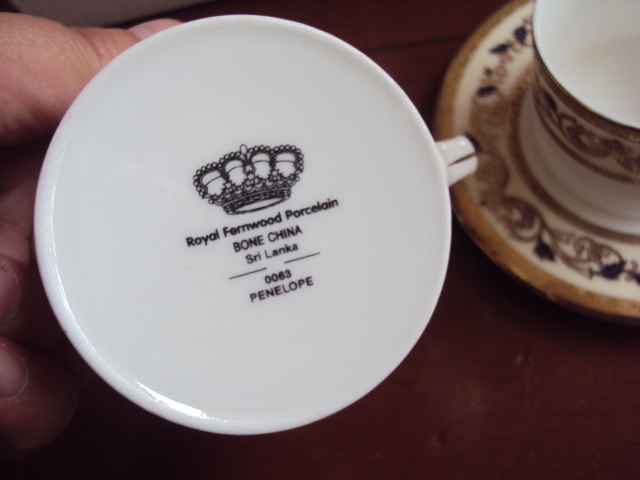 Royal Fernwood Porcelain
BONE CHINA
Sri Lanka
0063
PENELOPE